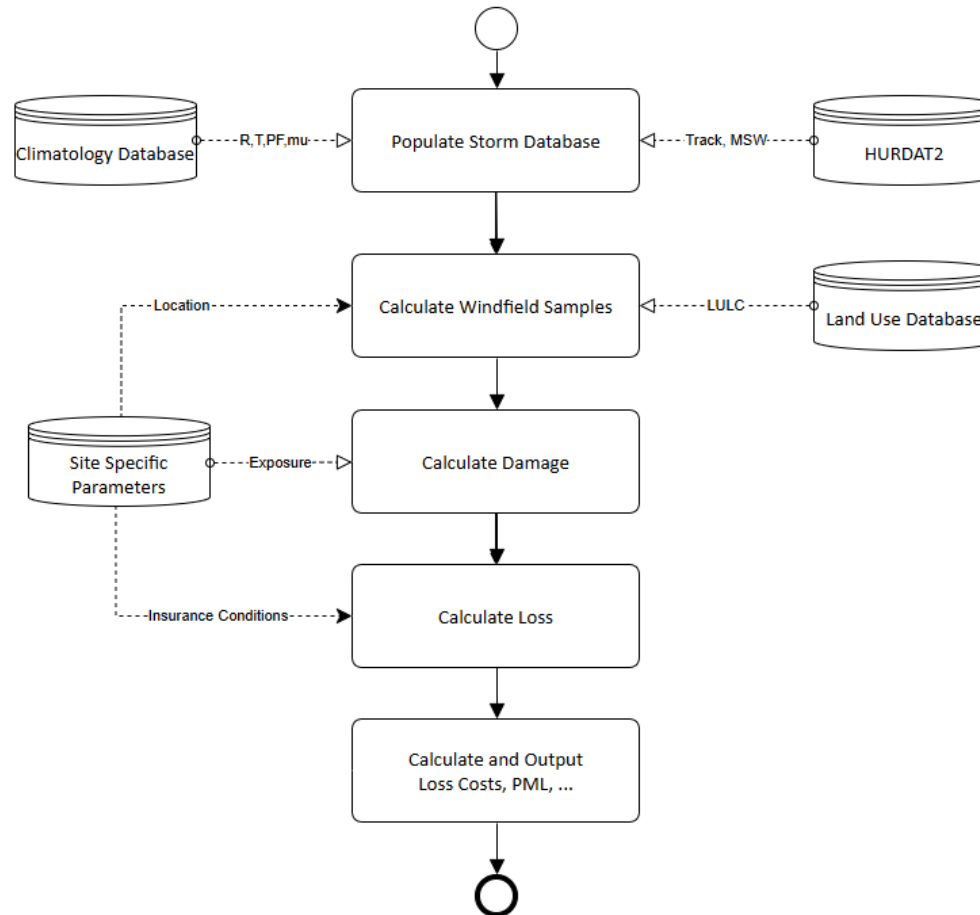 Climatology Database
R,T,PF,mu
Populate Storm Database
Track, MSW
HURDAT2
Location
Calculate Windfield Samples
LULC
Land Use Database
Site Specific
Parameters
Exposure
Calculate Damage
Insurance Conditions
Calculate Loss
Calculate and Output
Loss Costs, PML, ...